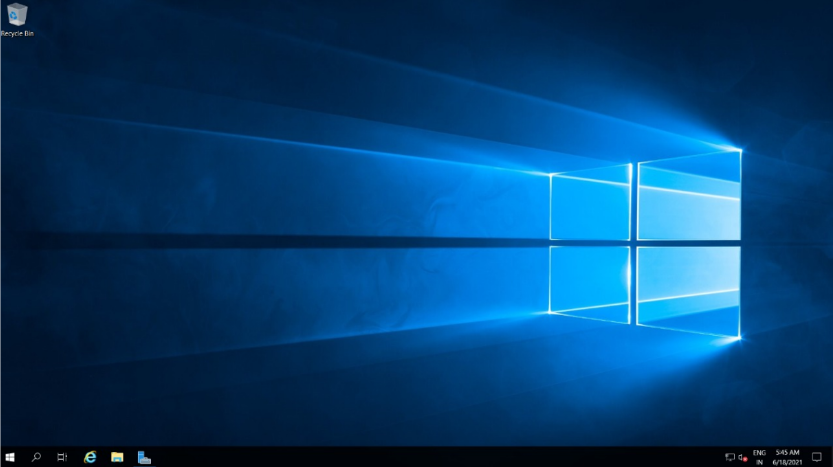 Recycle Bin
ENG
5:45 AM
IN
6/18/2021